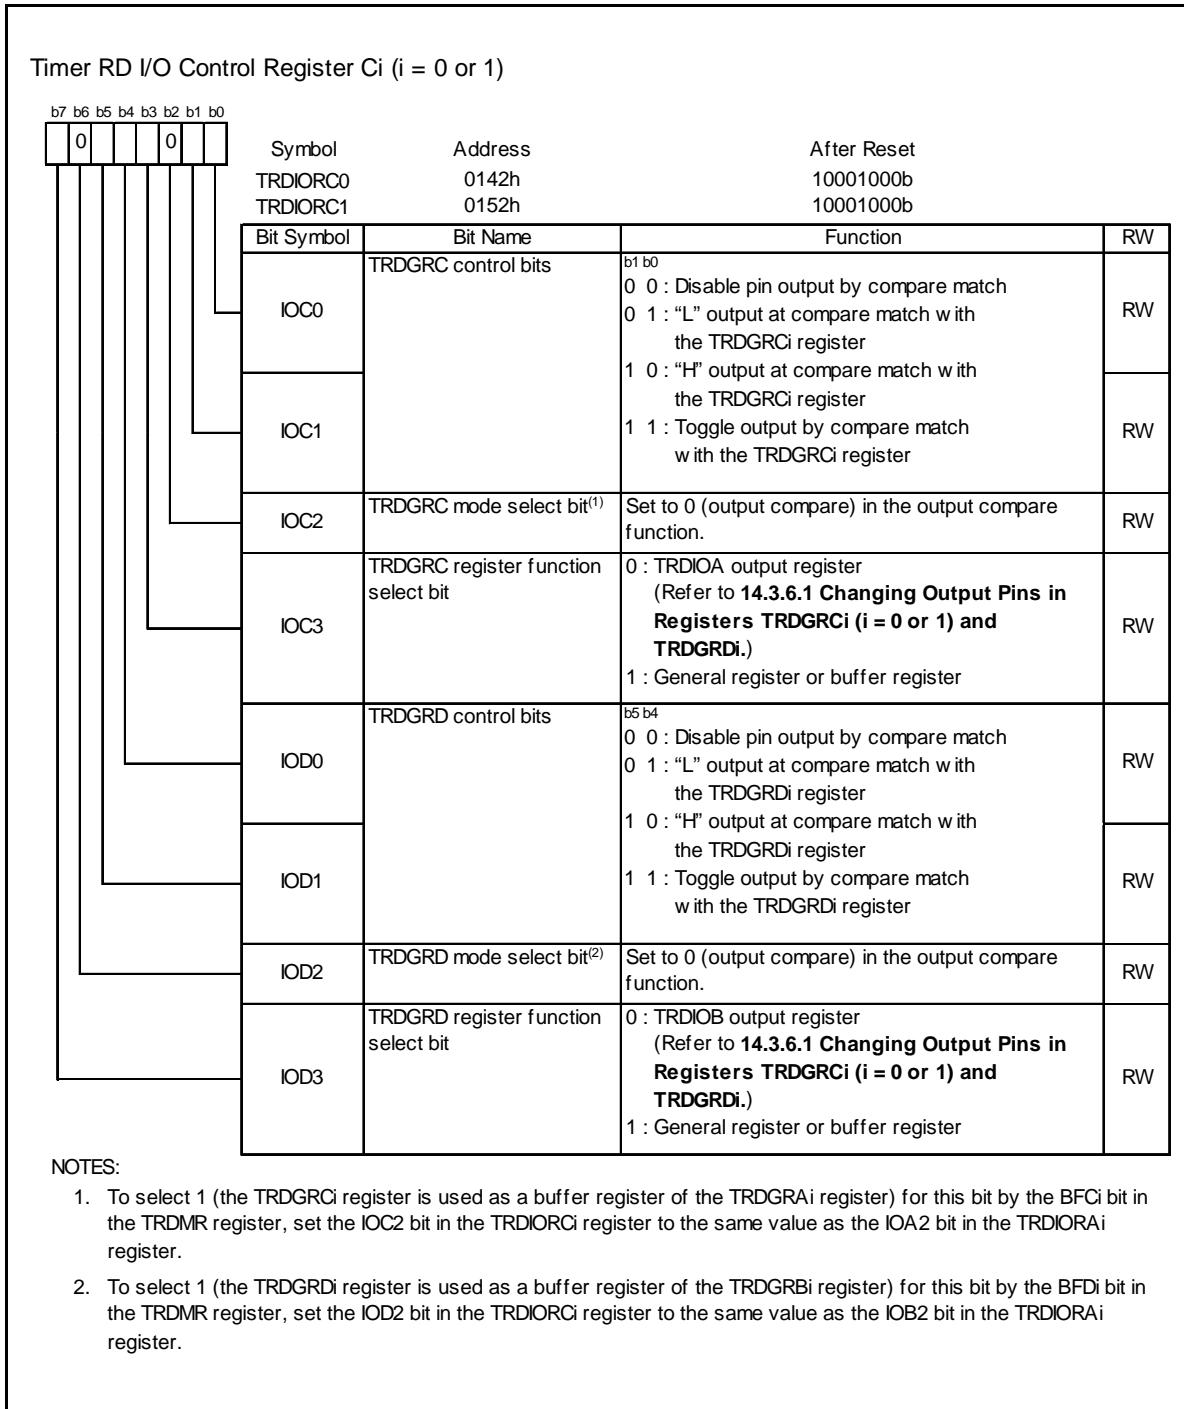 Timer RD I/O Control Register Ci (i = 0 or 1)
b7 b6 b5 b4 b3 b2 b1 b0
0 0
Symbol Address After Reset
TRDIORC0 0142h 10001000b
TRDIORC1 0152h 10001000b
Bit Symbol Bit Name Function RW
IOC0
TRDGRC control bits
b1 b0
0 0 : Disable pin output by compare match
0 1 : “L” output at compare match with
the TRDGRCi register
1 0 : “H” output at compare match with
the TRDGRCi register
1 1 : Toggle output by compare match
with the TRDGRCi register
RW
IOC1
RW
IOC2
TRDGRC mode select bit(1)
Set to 0 (output compare) in the output compare
function.
RW
IOC3
TRDGRC register function
select bit
0 : TRDIOA output register
(Refer to 14.3.6.1 Changing Output Pins in
Registers TRDGRCi (i = 0 or 1) and
TRDGRDi.)
1 : General register or buffer register
RW
IOD0
TRDGRD control bits
b5 b4
0 0 : Disable pin output by compare match
0 1 : “L” output at compare match with
the TRDGRDi register
1 0 : “H” output at compare match with
the TRDGRDi register
1 1 : Toggle output by compare match
with the TRDGRDi register
RW
IOD1
RW
IOD2
TRDGRD mode select bit(2)
Set to 0 (output compare) in the output compare
function.
RW
IOD3
TRDGRD register function
select bit
0 : TRDIOB output register
(Refer to 14.3.6.1 Changing Output Pins in
Registers TRDGRCi (i = 0 or 1) and
TRDGRDi.)
1 : General register or buffer register
RW
NOTES:
1. To select 1 (the TRDGRCi register is used as a buffer register of the TRDGRAi register) for this bit by the BFCi bit in
the TRDMR register, set the IOC2 bit in the TRDIORCi register to the same value as the IOA2 bit in the TRDIORAi
register.
2. To select 1 (the TRDGRDi register is used as a buffer register of the TRDGRBi register) for this bit by the BFDi bit in
the TRDMR register, set the IOD2 bit in the TRDIORCi register to the same value as the IOB2 bit in the TRDIORAi
register.